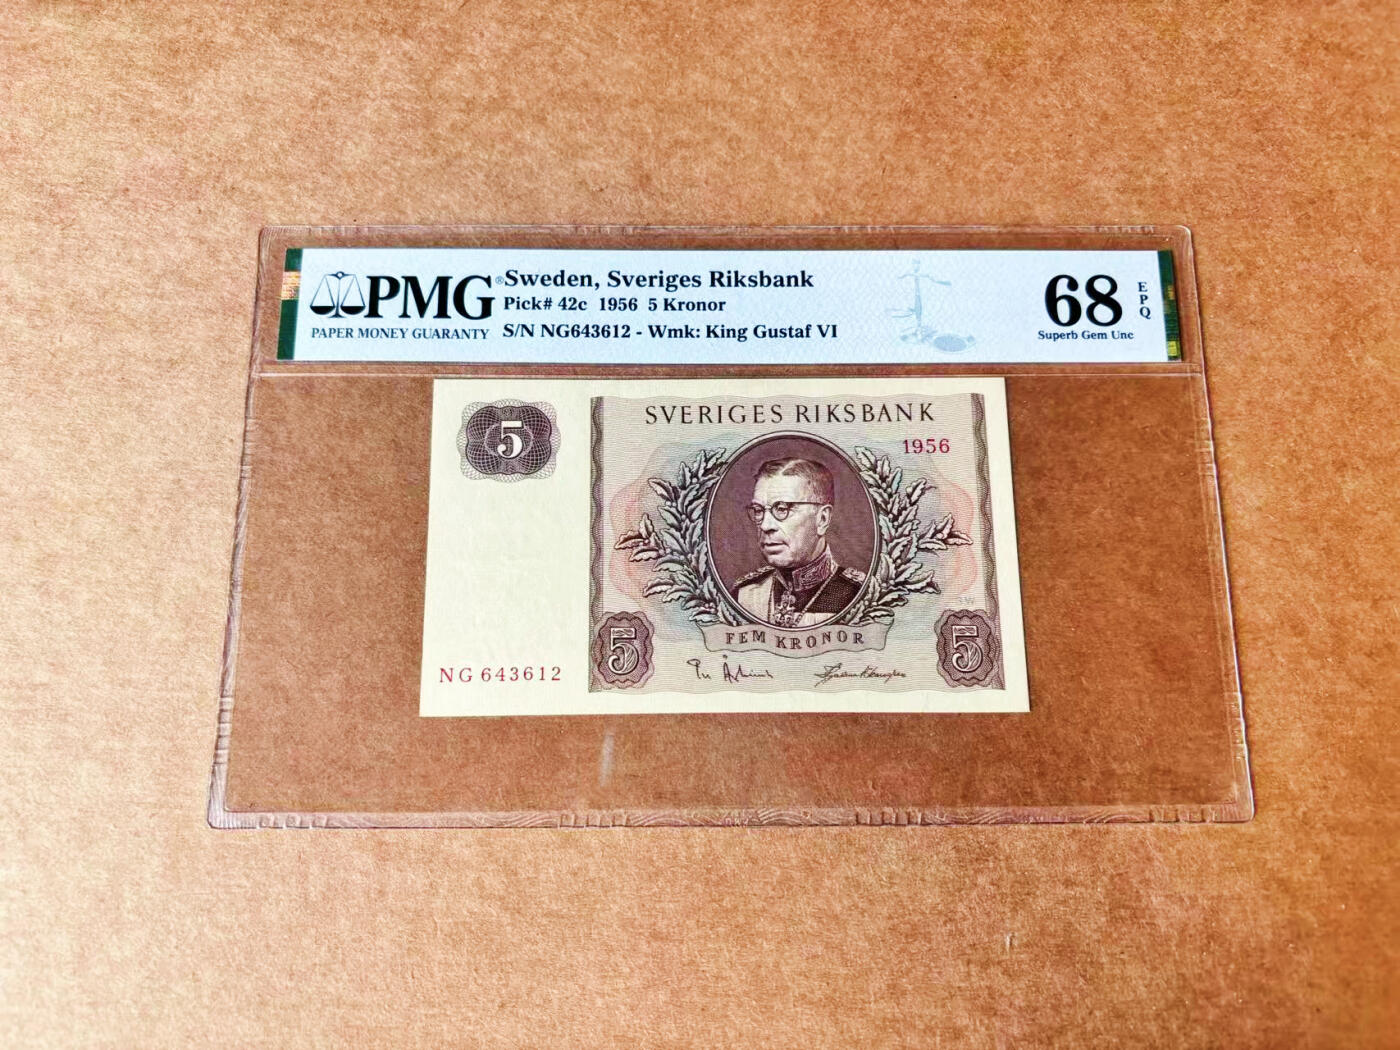 PMG®
PAPER MONEY GUARANTY
Sweden, Sveriges Riksbank
Pick# 42c 1956 5 Kronor
S/N NG643612 - Wmk: King Gustaf VI
68
EPQ
Superb Gem Unc
5
SVERIGES RIKSBANK
1956
FEM KRONOR
5
5
NG 643612